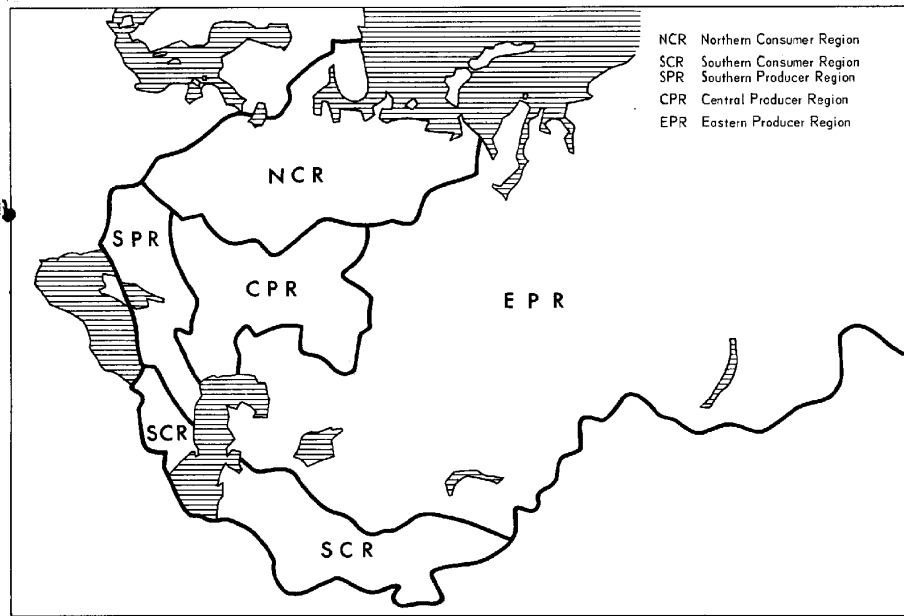 NCR Northern Consumer Region
SCR Southern Consumer Region
SPR Southern Producer Region
CPR Central Producer Region
EPR Eastern Producer Region
NCR
SPR
CPR
EPR
SCR
SCR